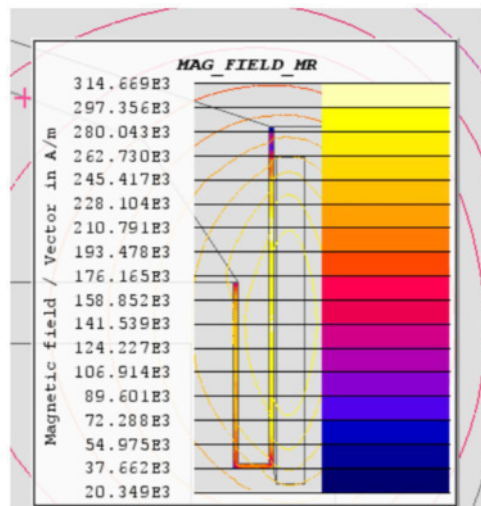 MAG_FIELD_MR
Magnetic field / Vector in A/m
314.669E3
297.356E3
280.043E3
262.730E3
245.417E3
228.104E3
210.791E3
193.478E3
176.165E3
158.852E3
141.539E3
124.227E3
106.914E3
89.601E3
72.288E3
54.975E3
37.662E3
20.349E3